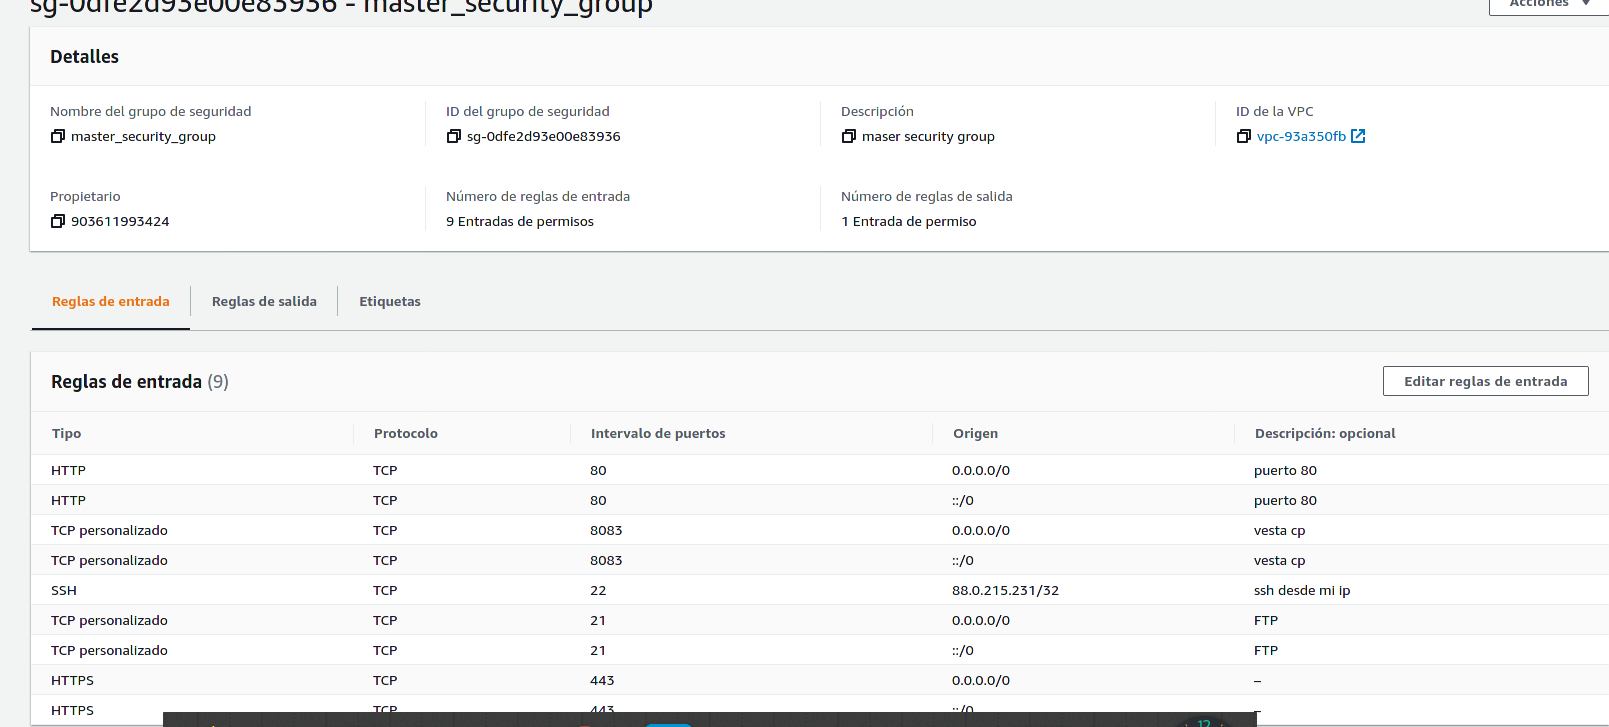 sg-0dfe2d93e00e83936 - master_security_group
Acciones
Detalles
Nombre del grupo de seguridad ID del grupo de seguridad Descripción ID de la VPC
master_security_group sg-0dfe2d93e00e83936 maser security group vpc-93a350fb
Propietario Número de reglas de entrada Número de reglas de salida
903611993424 9 Entradas de permisos 1 Entrada de permiso
Reglas de entrada Reglas de salida Etiquetas
Reglas de entrada (9) Editar reglas de entrada
Tipo Protocolo Intervalo de puertos Origen Descripción: opcional
HTTP TCP 80 0.0.0.0/0 puerto 80
HTTP TCP 80 ::/0 puerto 80
TCP personalizado TCP 8083 0.0.0.0/0 vesta cp
TCP personalizado TCP 8083 ::/0 vesta cp
SSH TCP 22 88.0.215.231/32 ssh desde mi ip
TCP personalizado TCP 21 0.0.0.0/0 FTP
TCP personalizado TCP 21 ::/0 FTP
HTTPS TCP 443 0.0.0.0/0 –
HTTPS TCP 443 ::/0 –
12